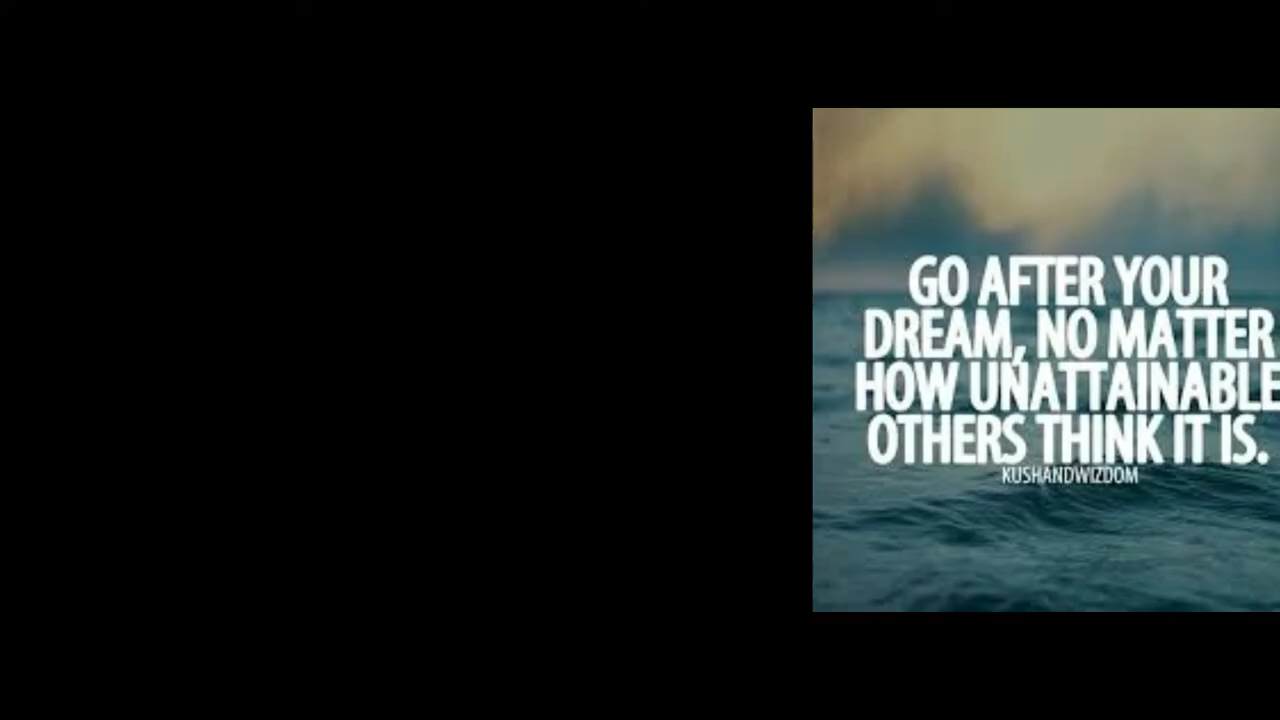 GO AFTER YOUR
DREAM, NO MATTER
HOW UNATTAINABLE
OTHERS THINK IT IS.
KUSHANDWIZDOM